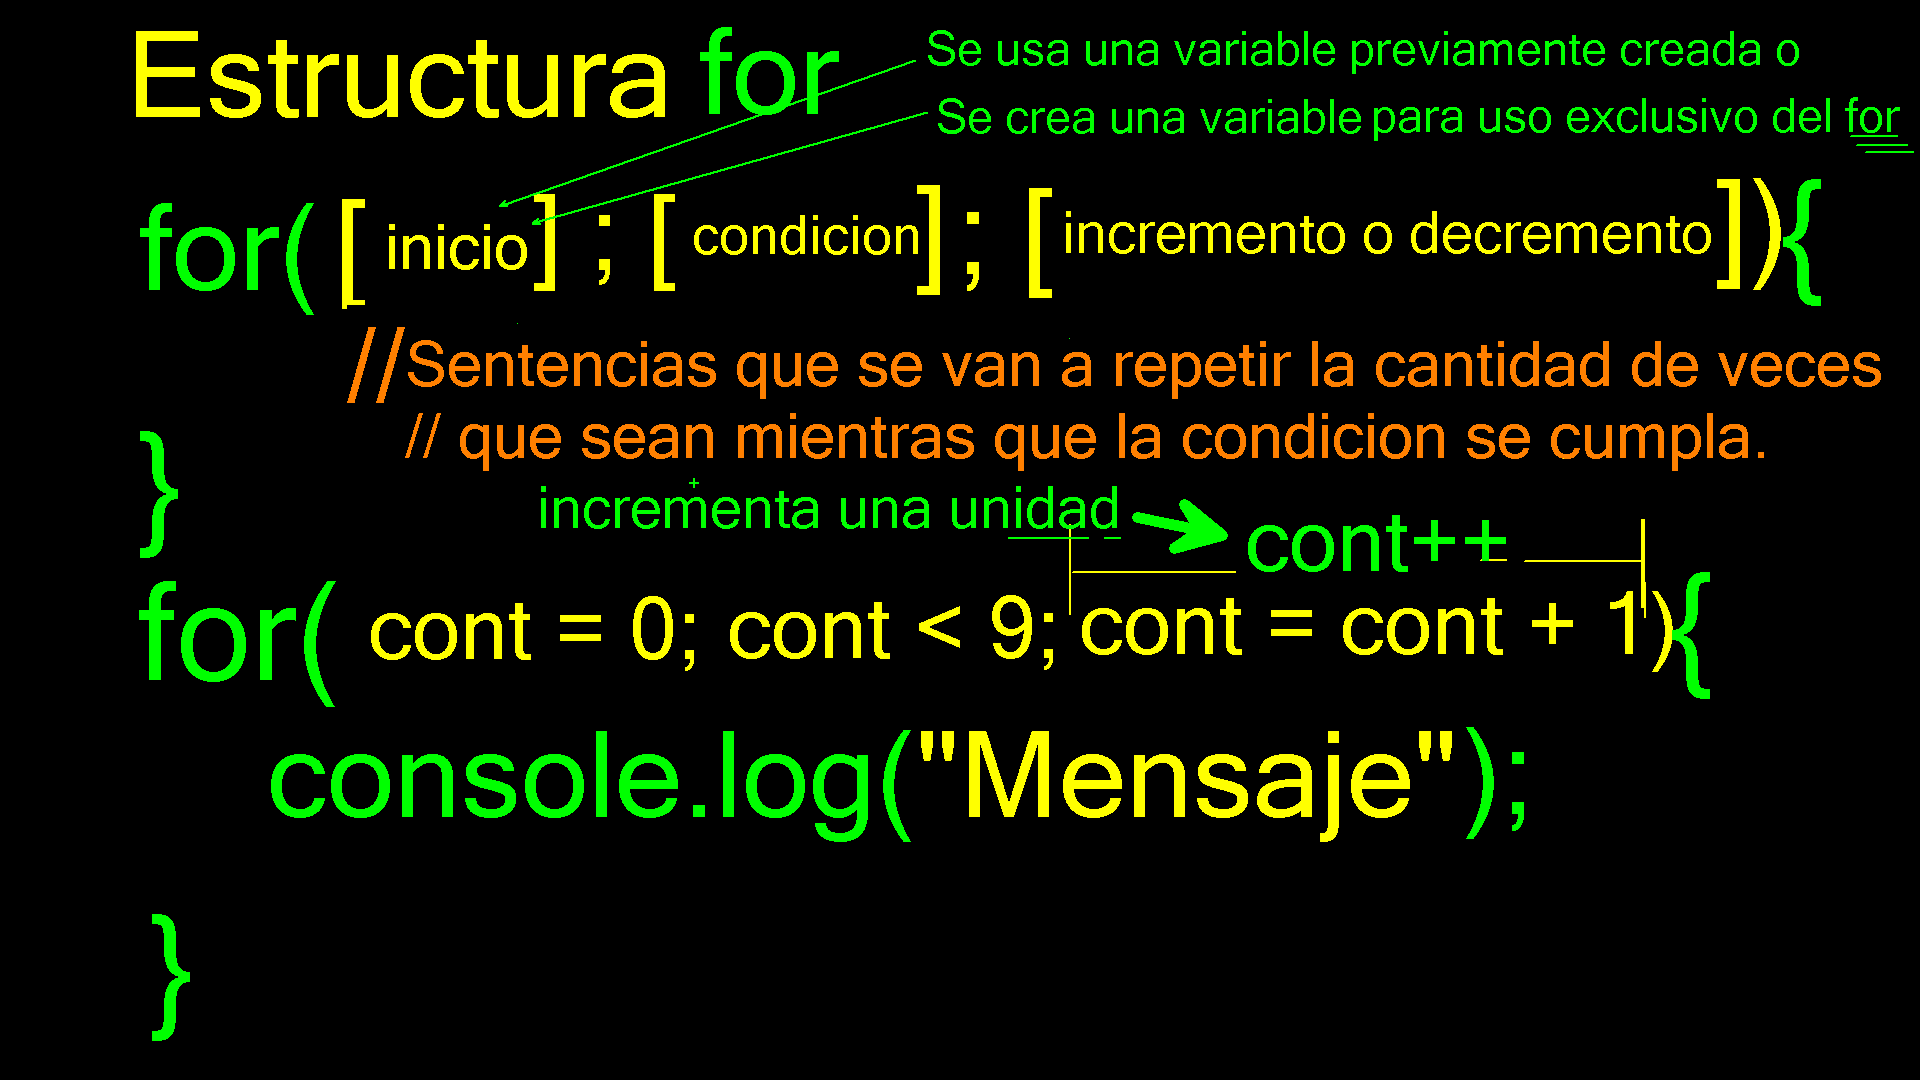 Estructura for
Se usa una variable previamente creada o
Se crea una variable para uso exclusivo del for
for( [ inicio ] ; [ condicion ] ; [ incremento o decremento ] ){
//Sentencias que se van a repetir la cantidad de veces
// que sean mientras que la condicion se cumpla.
}
incrementa una unidad
cont++
for( cont = 0; cont < 9; cont = cont + 1){
console.log("Mensaje");
}